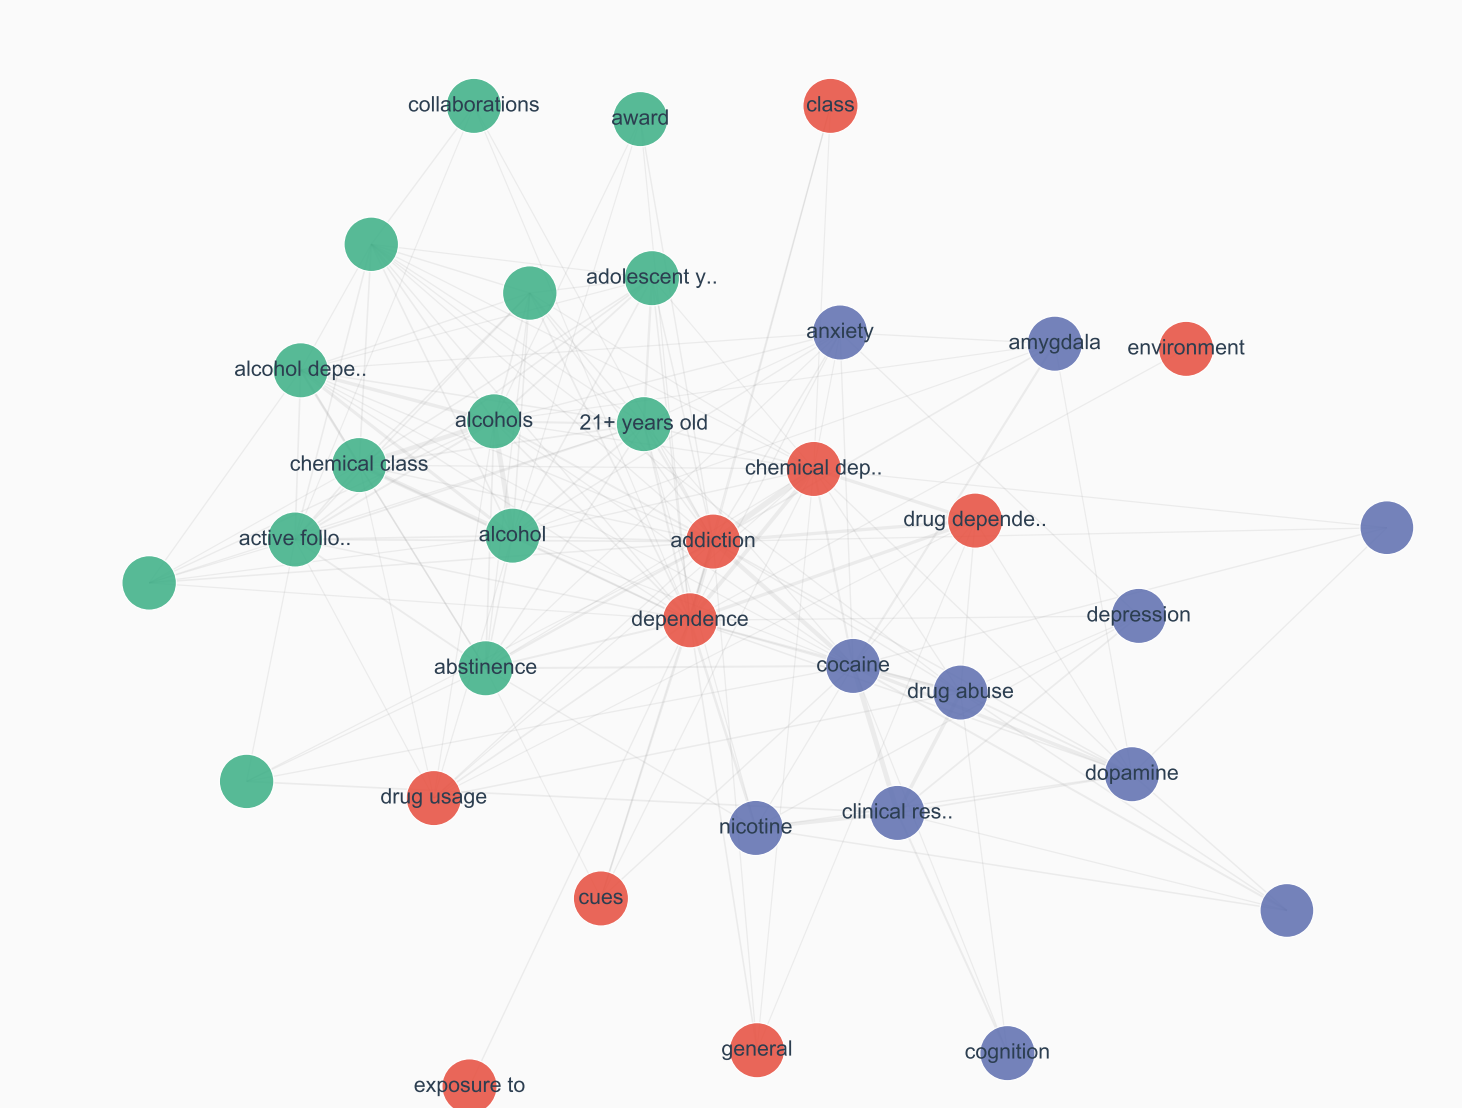 collaborations
award
class
adolescent y..
anxiety
amygdala
environment
alcohol depe..
alcohols
21+ years old
chemical class
chemical dep..
drug depende..
active follo..
alcohol
addiction
dependence
depression
abstinence
cocaine
drug abuse
dopamine
drug usage
clinical res..
nicotine
cues
general
cognition
exposure to